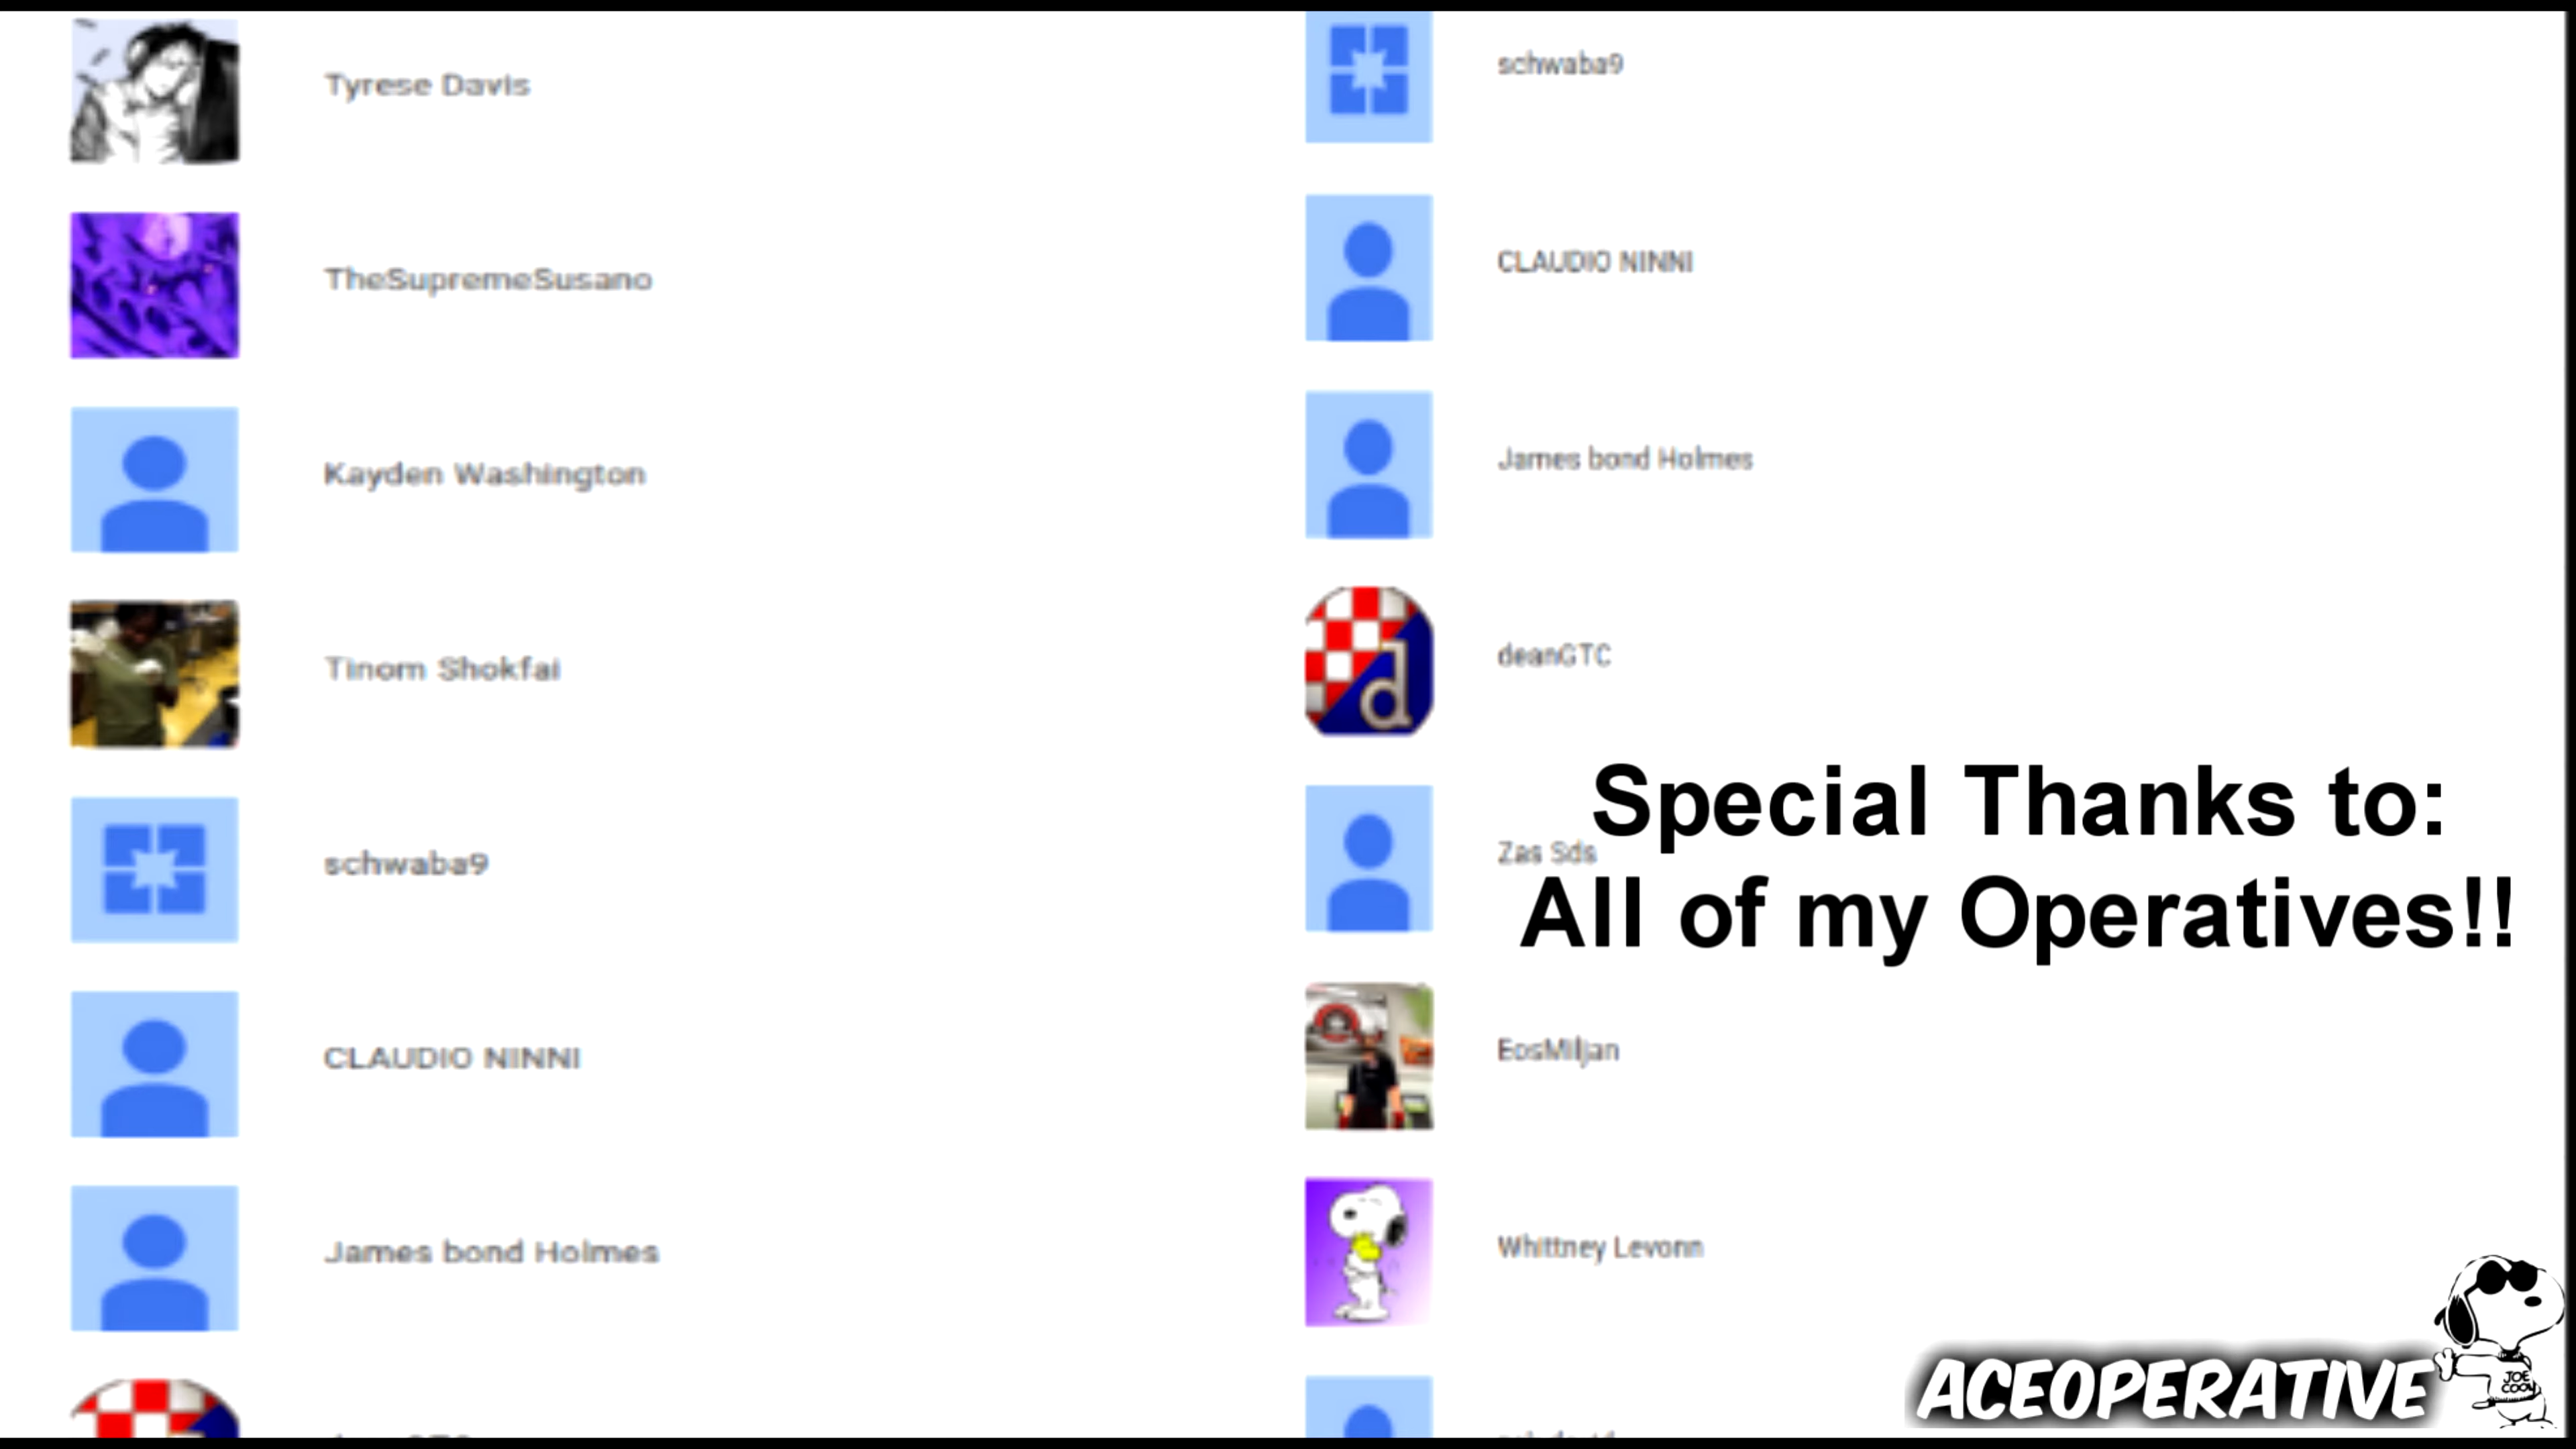 Tyrese Davis
TheSupremeSusano
Kayden Washington
Tinom Shokfai
schwaba9
CLAUDIO NINNI
James bond Holmes
schwaba9
CLAUDIO NINNI
James bond Holmes
deanGTC
d
Zas Sds
EosMiljan
Whittney Levonn
Special Thanks to:
All of my Operatives!!
ACEOPERATIVE
JOE
COOL